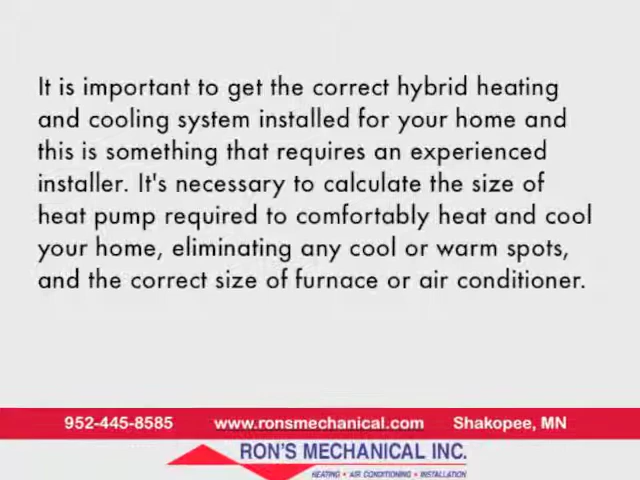 It is important to get the correct hybrid heating
and cooling system installed for your home and
this is something that requires an experienced
installer. It's necessary to calculate the size of
heat pump required to comfortably heat and cool
your home, eliminating any cool or warm spots,
and the correct size of furnace or air conditioner.
952-445-8585 www.ronsmechanical.com Shakopee, MN
RON'S MECHANICAL INC.
HEATING • AIR CONDITIONING • INSTALLATION